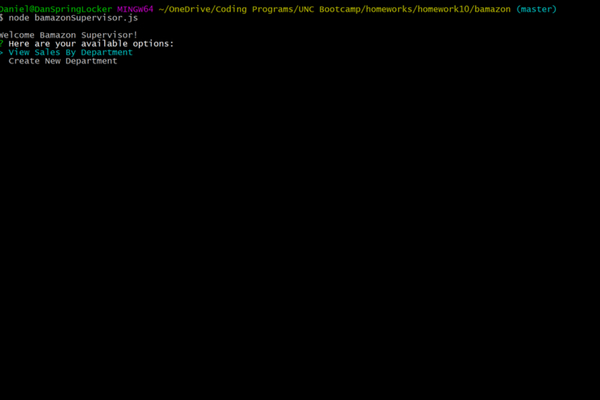 Daniel@DanSpringLocker MINGW64 ~/OneDrive/Coding Programs/UNC Bootcamp/homeworks/homework10/bamazon (master)
$ node bamazonSupervisor.js
Welcome Bamazon Supervisor!
? Here are your available options:
> View Sales By Department
Create New Department